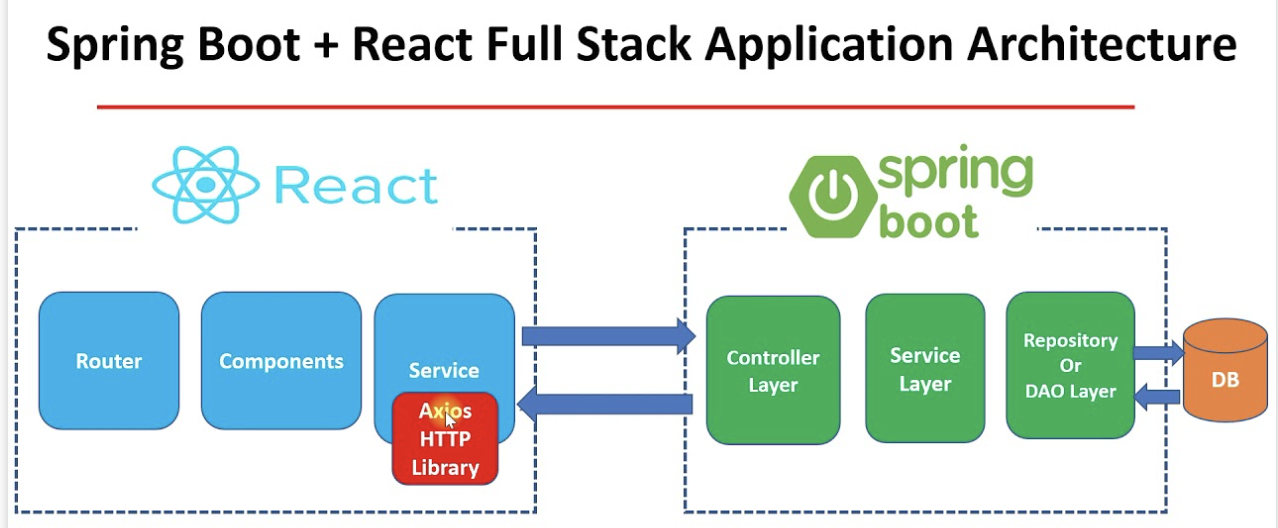 Spring Boot + React Full Stack Application Architecture
React
spring
boot
Router
Components
Service
Axios
HTTP
Library
Controller
Layer
Service
Layer
Repository
Or
DAO Layer
DB